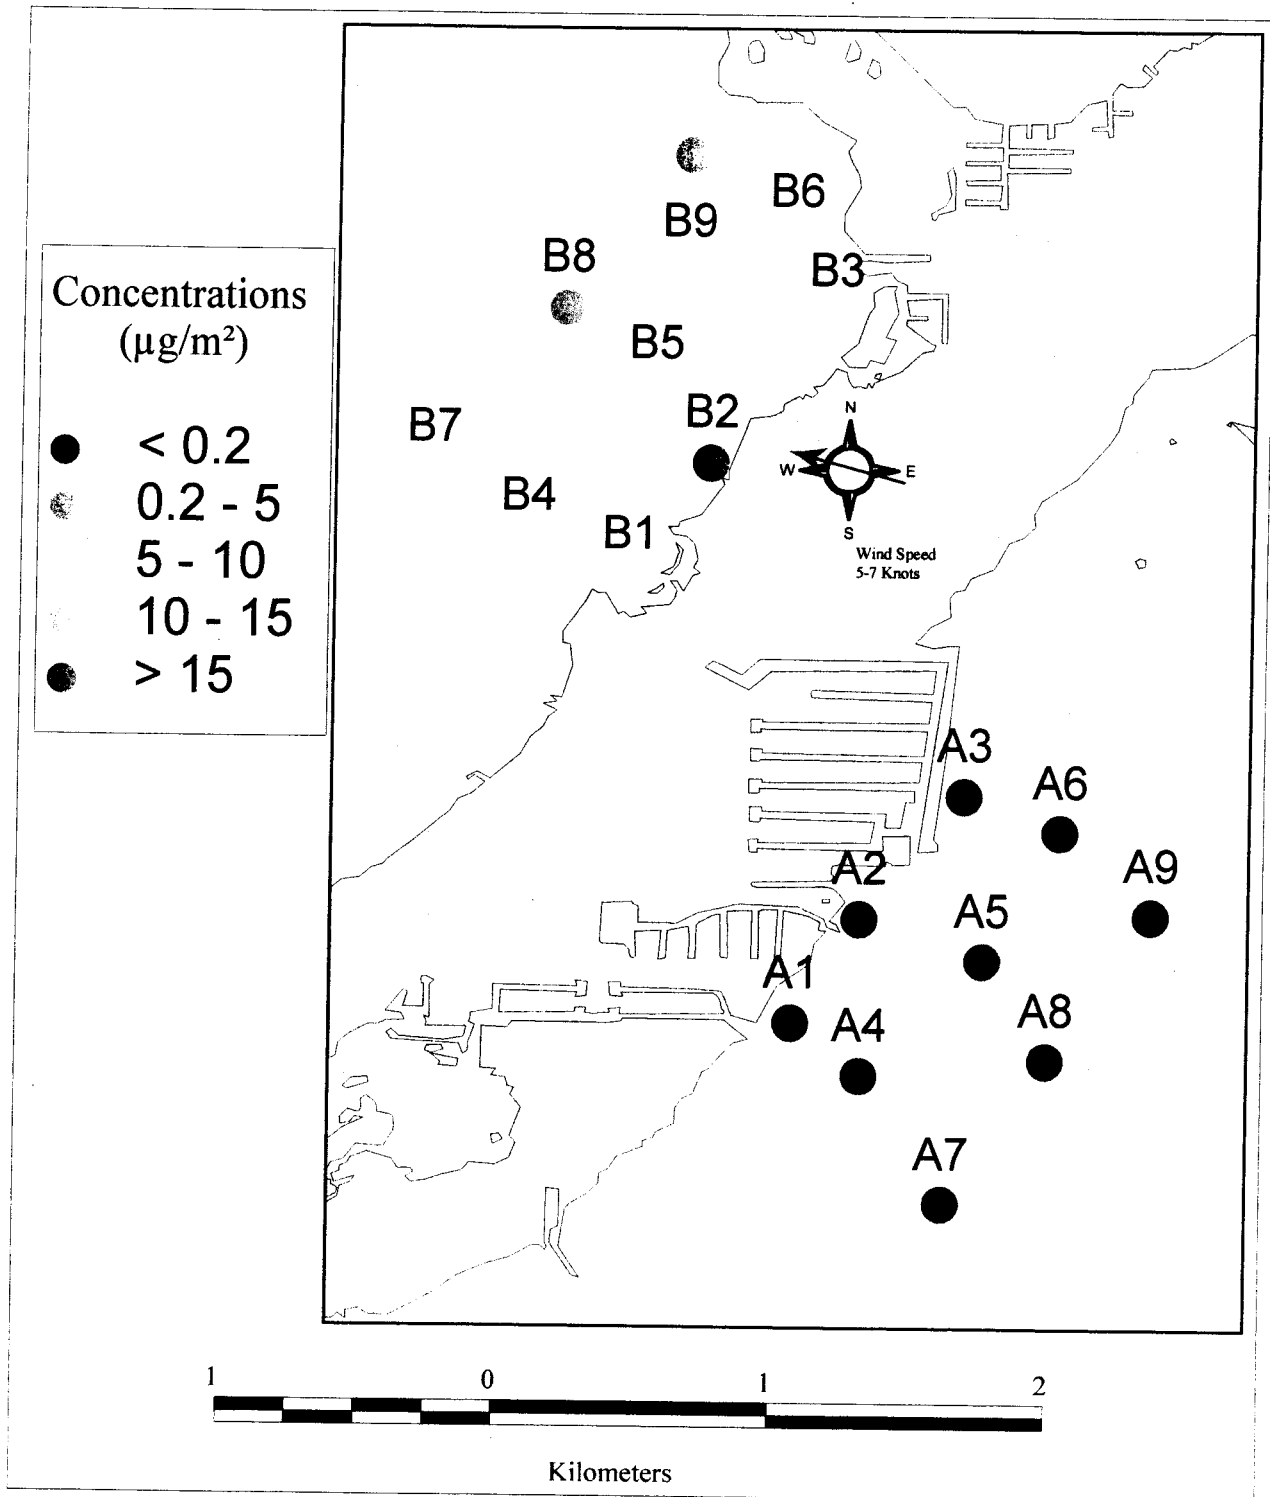 Concentrations
(µg/m²)
< 0.2
0.2 - 5
5 - 10
10 - 15
> 15
B6
B9
B8
B3
B5
B2
B7
B4
B1
N
W
E
S
Wind Speed
5-7 Knots
A3
A6
A2
A9
A5
A1
A4
A8
A7
1 0 1 2
Kilometers